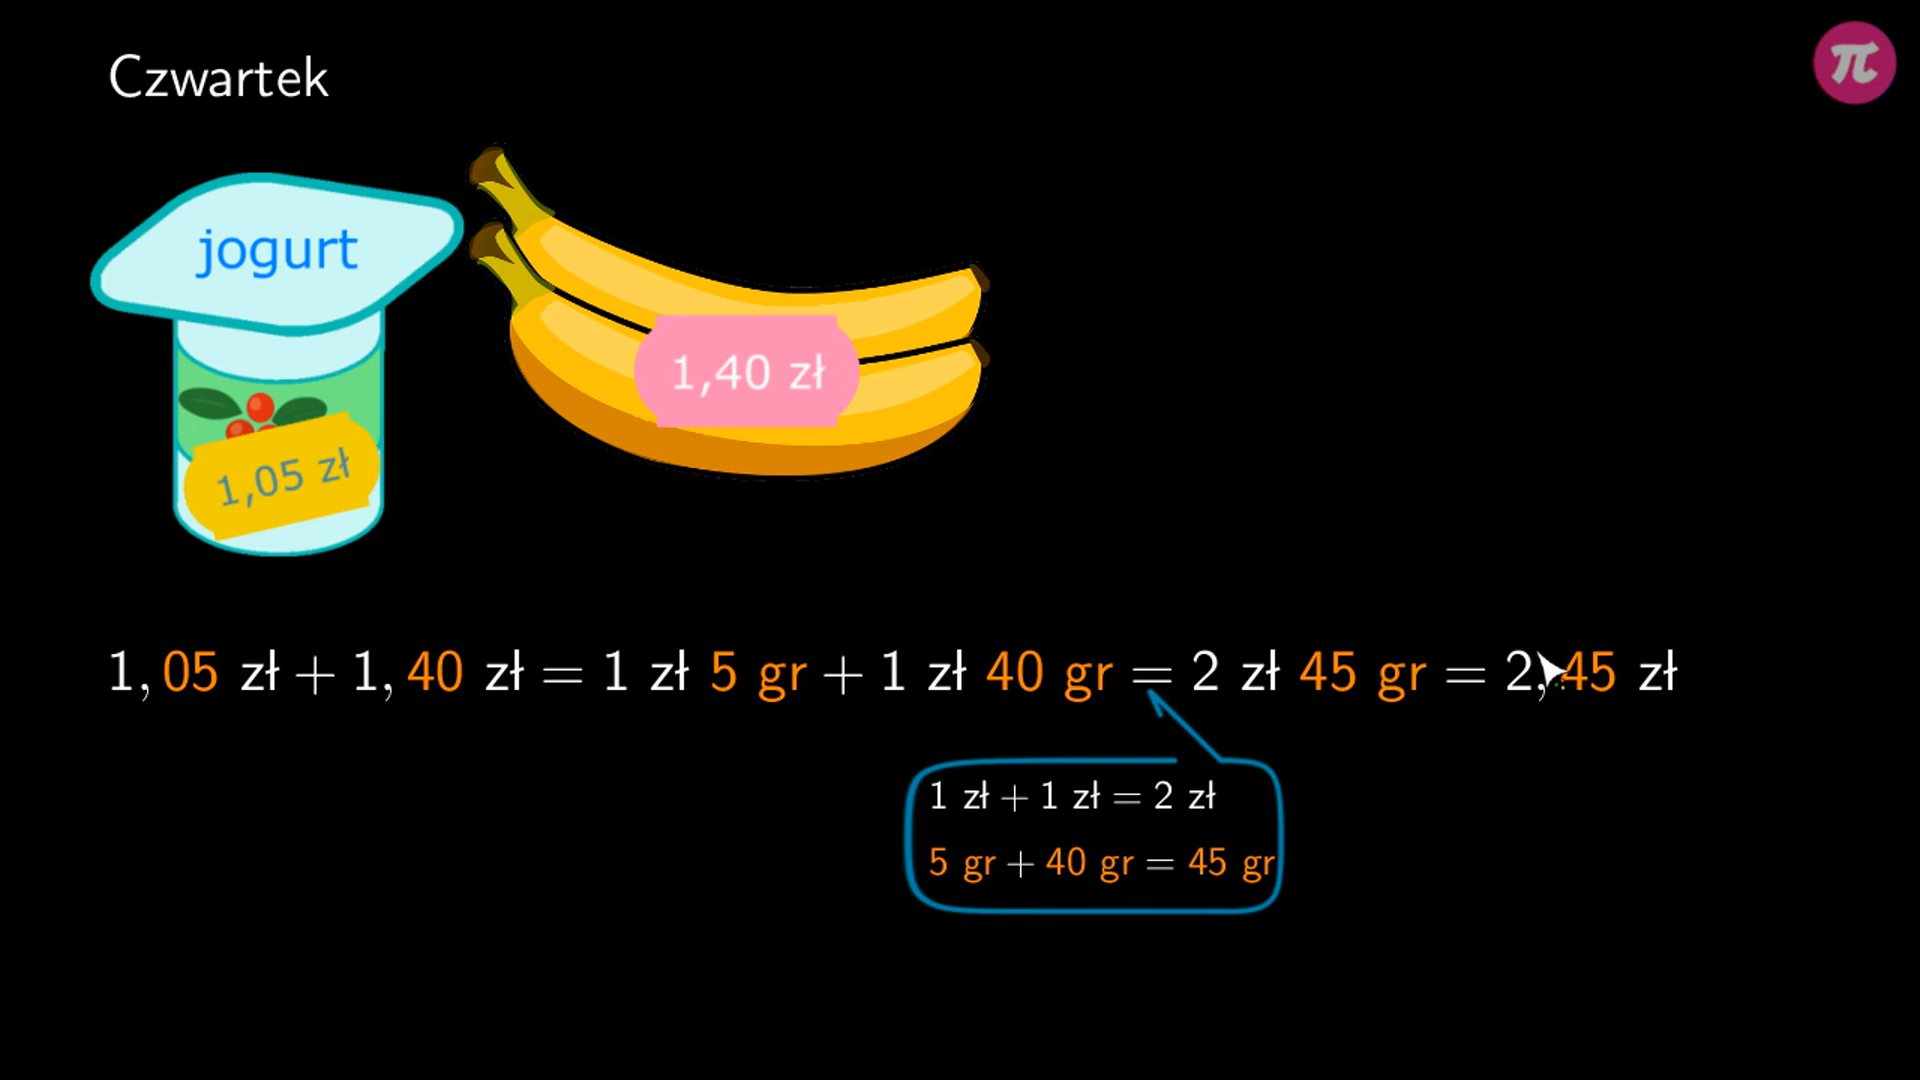 Czwartek
π
jogurt
1,40 zł
1,05 zł
1,05 zł + 1,40 zł = 1 zł 5 gr + 1 zł 40 gr = 2 zł 45 gr = 2,45 zł
1 zł + 1 zł = 2 zł
5 gr + 40 gr = 45 gr